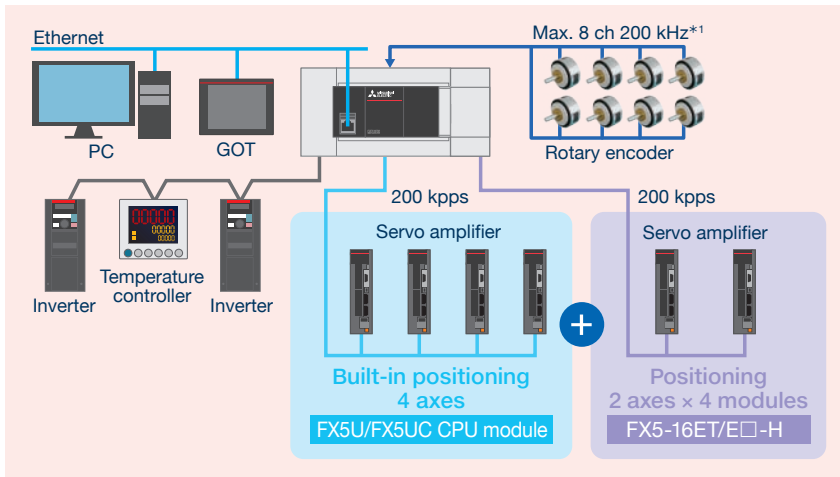 Ethernet
Max. 8 ch 200 kHz*1
MITSUBISHI
ELECTRIC
PC
GOT
Rotary encoder
200 kpps
200 kpps
Servo amplifier
Servo amplifier
Inverter
Temperature
controller
Inverter
+
Built-in positioning
4 axes
FX5U/FX5UC CPU module
Positioning
2 axes × 4 modules
FX5-16ET/E□-H